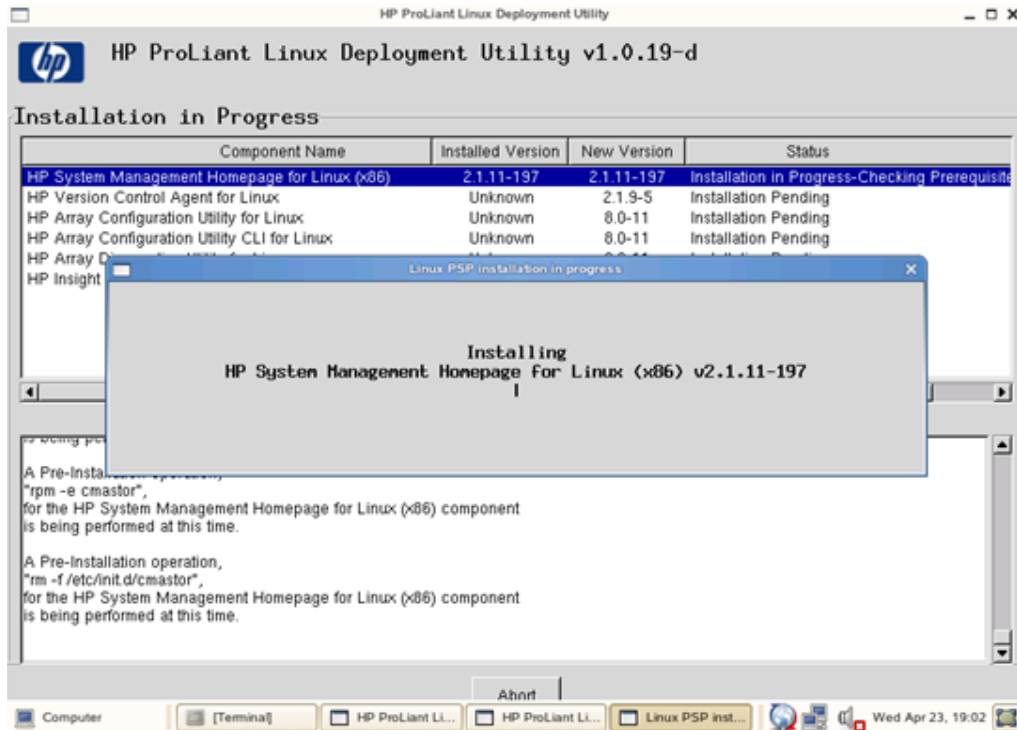 HP ProLiant Linux Deployment Utility
hp
HP ProLiant Linux Deployment Utility v1.0.19-d
Installation in Progress
Component Name Installed Version New Version Status
HP System Management Homepage for Linux (x86) 2.1.11-197 2.1.11-197 Installation in Progress-Checking Prerequisite
HP Version Control Agent for Linux Unknown 2.1.9-5 Installation Pending
HP Array Configuration Utility for Linux Unknown 8.0-11 Installation Pending
HP Array Configuration Utility CLI for Linux Unknown 8.0-11 Installation Pending
HP Array
HP Insight
Linux PSP installation in progress
Installing
HP System Management Homepage for Linux (x86) v2.1.11-197
is being
A Pre-Installation operation,
"rpm -e cmastor",
for the HP System Management Homepage for Linux (x86) component
is being performed at this time.
A Pre-Installation operation,
"rm -f /etc/init.d/cmastor",
for the HP System Management Homepage for Linux (x86) component
is being performed at this time.
Abort
Computer [Terminal] HP ProLiant Li... HP ProLiant Li... Linux PSP inst... Wed Apr 23, 19:02